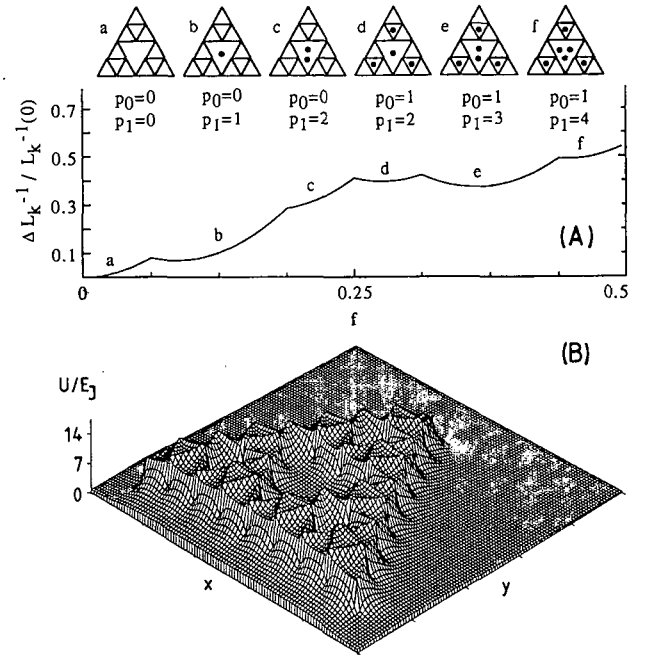 a b c d e f
p0=0 p0=0 p0=0 p0=1 p0=1 p0=1
p1=0 p1=1 p1=2 p1=2 p1=3 p1=4
Δ Lk⁻¹ / Lk⁻¹(0)
0.7
0.5
0.3
0.1
a b c d e f
(A)
0 0.25 0.5
f
(B)
U/EJ
14
7
0
x y